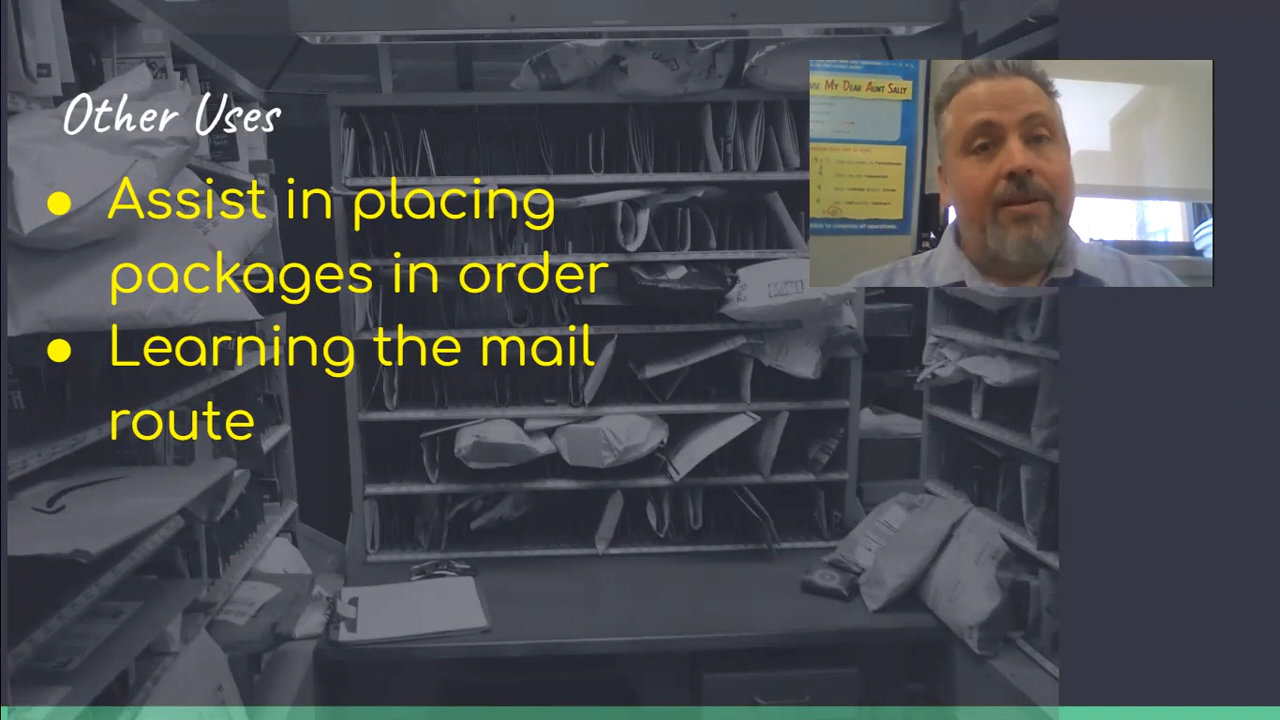 Other Uses
● Assist in placing
packages in order
● Learning the mail
route
MY DEAR AUNT SALLY